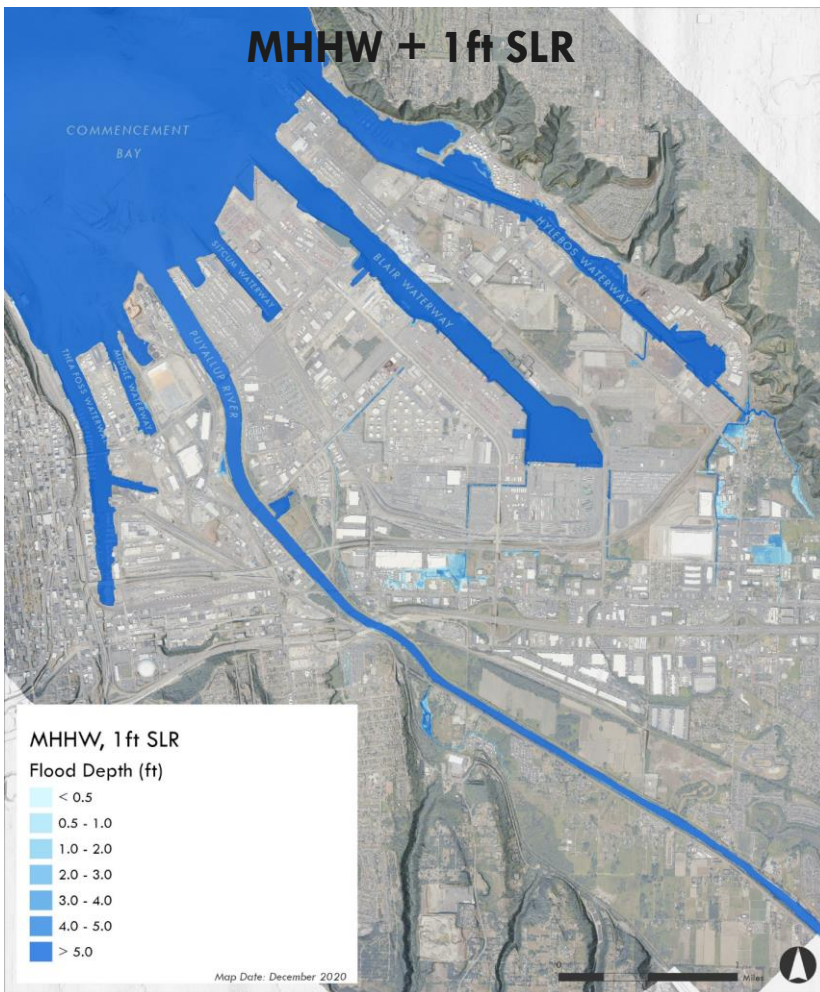 MHHW + 1ft SLR
COMMENCEMENT
BAY
HYLEBOS WATERWAY
SITCUM WATERWAY
BLAIR WATERWAY
PUYALLUP RIVER
THEA FOSS WATERWAY
MIDDLE WATERWAY
MHHW, 1ft SLR
Flood Depth (ft)
< 0.5
0.5 - 1.0
1.0 - 2.0
2.0 - 3.0
3.0 - 4.0
4.0 - 5.0
> 5.0
Map Date: December 2020
0
Miles